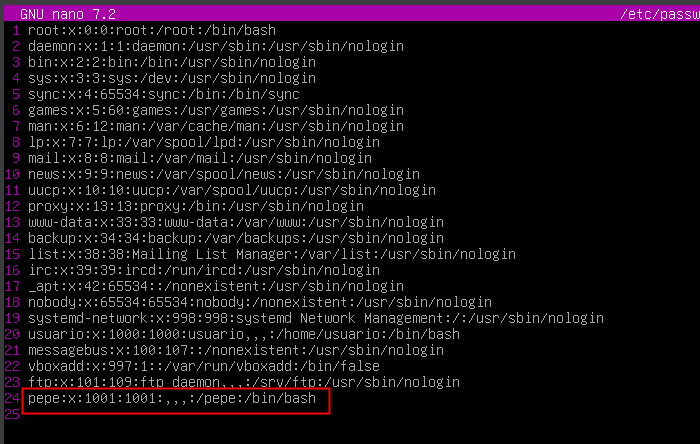 GNU nano 7.2 /etc/passw
1 root:x:0:0:root:/root:/bin/bash
2 daemon:x:1:1:daemon:/usr/sbin:/usr/sbin/nologin
3 bin:x:2:2:bin:/bin:/usr/sbin/nologin
4 sys:x:3:3:sys:/dev:/usr/sbin/nologin
5 sync:x:4:65534:sync:/bin:/bin/sync
6 games:x:5:60:games:/usr/games:/usr/sbin/nologin
7 man:x:6:12:man:/var/cache/man:/usr/sbin/nologin
8 lp:x:7:7:lp:/var/spool/lpd:/usr/sbin/nologin
9 mail:x:8:8:mail:/var/mail:/usr/sbin/nologin
10 news:x:9:9:news:/var/spool/news:/usr/sbin/nologin
11 uucp:x:10:10:uucp:/var/spool/uucp:/usr/sbin/nologin
12 proxy:x:13:13:proxy:/bin:/usr/sbin/nologin
13 www-data:x:33:33:www-data:/var/www:/usr/sbin/nologin
14 backup:x:34:34:backup:/var/backups:/usr/sbin/nologin
15 list:x:38:38:Mailing List Manager:/var/list:/usr/sbin/nologin
16 irc:x:39:39:ircd:/run/ircd:/usr/sbin/nologin
17 _apt:x:42:65534::/nonexistent:/usr/sbin/nologin
18 nobody:x:65534:65534:nobody:/nonexistent:/usr/sbin/nologin
19 systemd-network:x:998:998:systemd Network Management:/:/usr/sbin/nologin
20 usuario:x:1000:1000:usuario,,,:/home/usuario:/bin/bash
21 messagebus:x:100:107::/nonexistent:/usr/sbin/nologin
22 vboxadd:x:997:1::/var/run/vboxadd:/bin/false
23 ftp:x:101:109:ftp daemon,,,:/srv/ftp:/usr/sbin/nologin
24 pepe:x:1001:1001:,,,:/pepe:/bin/bash
25